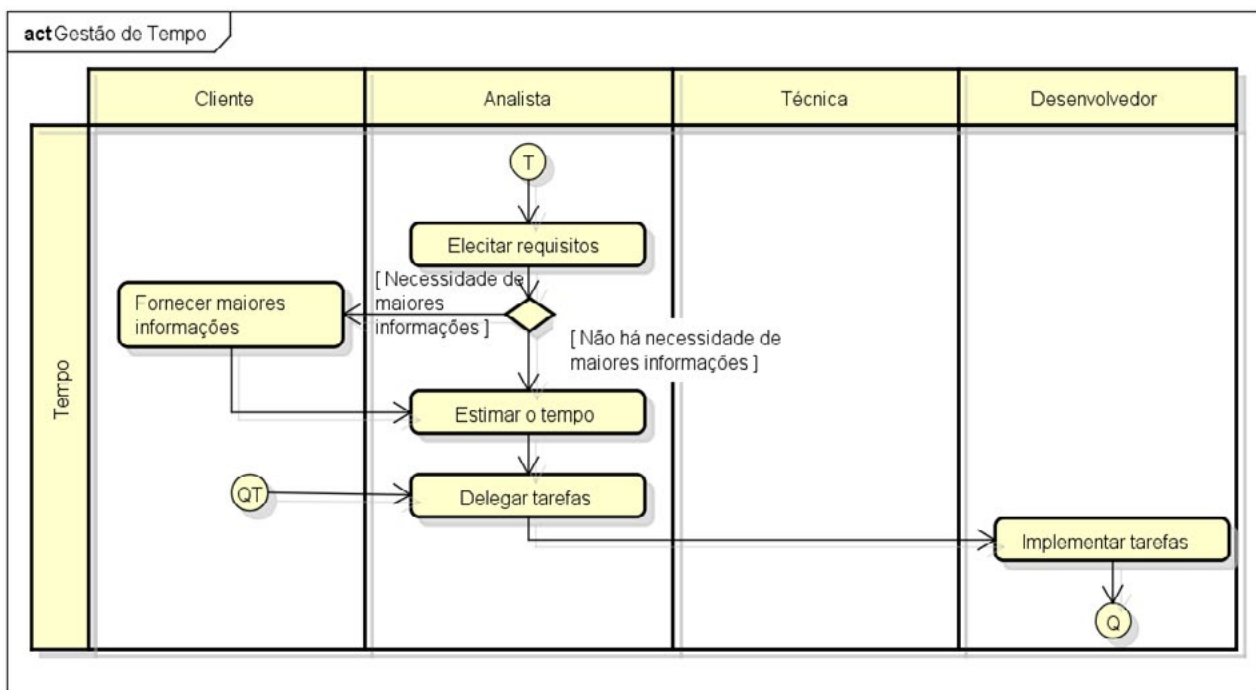 act Gestão de Tempo
Cliente
Analista
Técnica
Desenvolvedor
Tempo
T
Elecitar requisitos
[ Necessidade de
maiores
informações ]
Fornecer maiores
informações
[ Não há necessidade de
maiores informações ]
Estimar o tempo
QT
Delegar tarefas
Implementar tarefas
Q